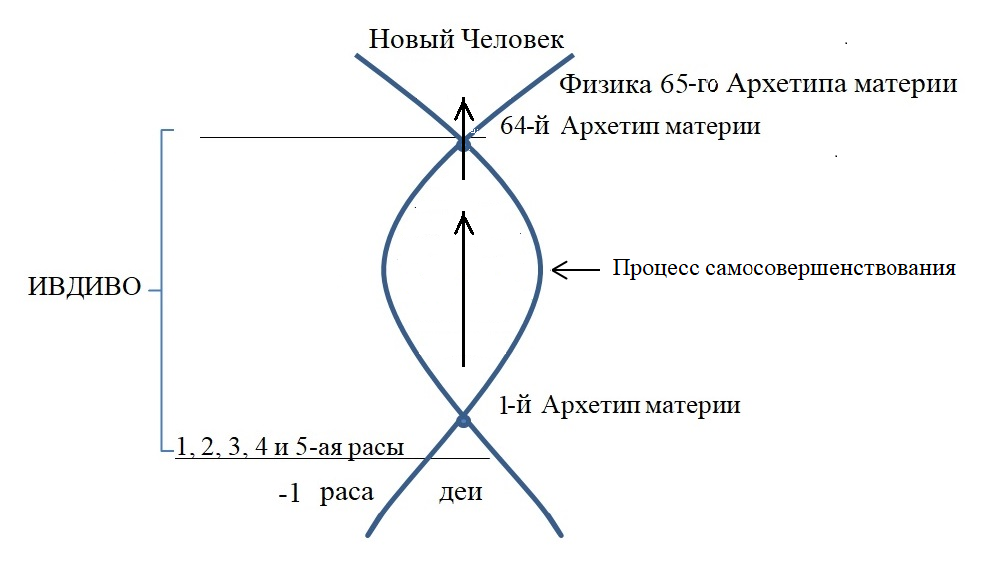 Новый Человек
Физика 65-го Архетипа материи
64-й Архетип материи
Процесс самосовершенствования
ИВДИВО
1-й Архетип материи
1, 2, 3, 4 и 5-ая расы
-1 раса деи